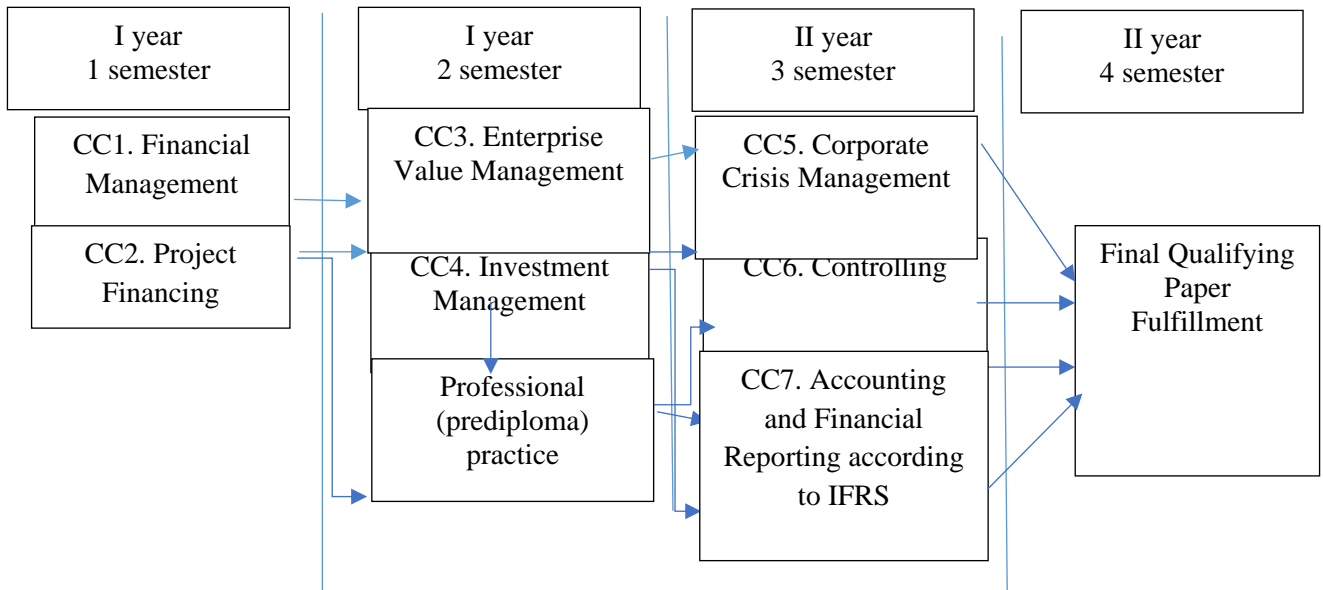 I year
1 semester
I year
2 semester
II year
3 semester
II year
4 semester
CC1. Financial
Management
CC2. Project
Financing
CC3. Enterprise
Value Management
CC4. Investment
Management
Professional
(prediploma)
practice
CC5. Corporate
Crisis Management
CC6. Controlling
CC7. Accounting
and Financial
Reporting according
to IFRS
Final Qualifying
Paper
Fulfillment